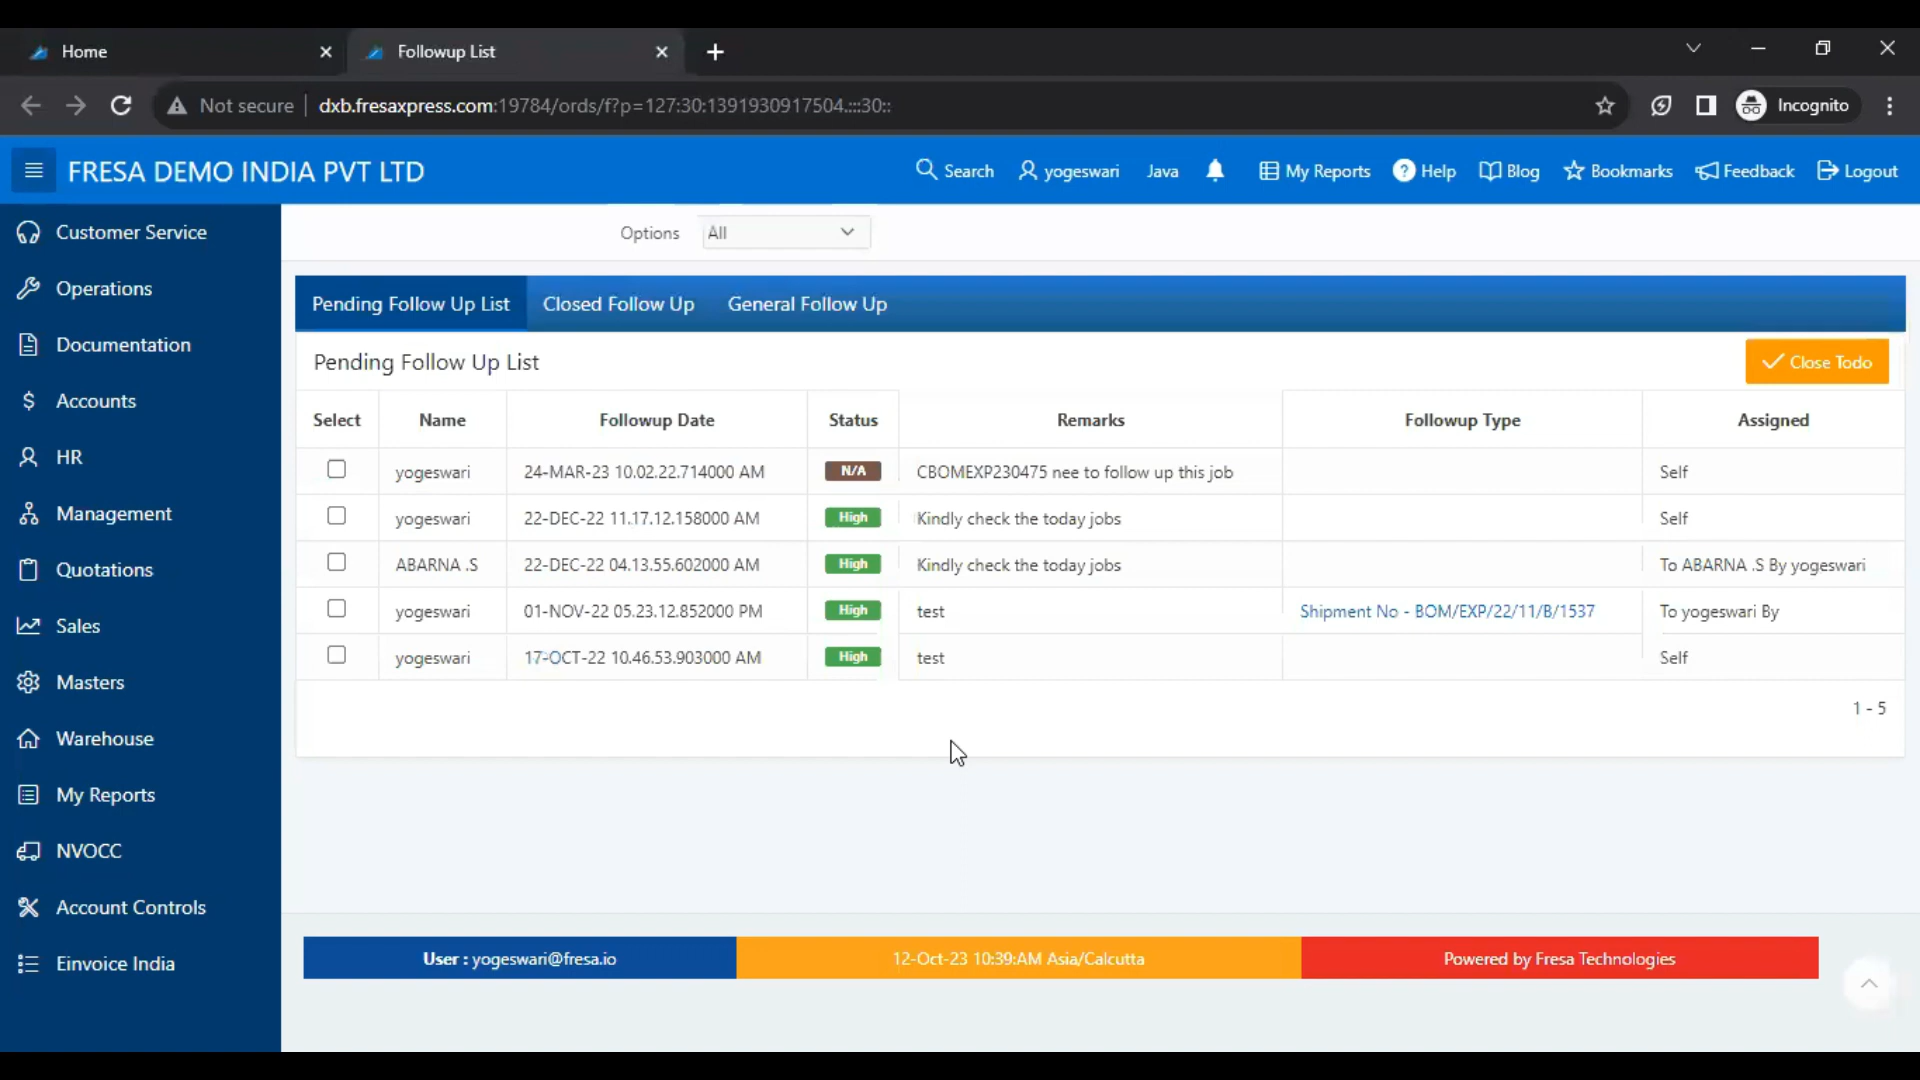 Home
Followup List
Not secure dxb.fresaxpress.com:19784/ords/f?p=127:30:1391930917504.:::30::
Incognito
FRESA DEMO INDIA PVT LTD
Search
yogeswari
Java
My Reports
Help
Blog
Bookmarks
Feedback
Logout
Customer Service
Operations
Documentation
Accounts
HR
Management
Quotations
Sales
Masters
Warehouse
My Reports
NVOCC
Account Controls
Einvoice India
Options All
Pending Follow Up List Closed Follow Up General Follow Up
Pending Follow Up List
Close Todo
Select Name Followup Date Status Remarks Followup Type Assigned
yogeswari 24-MAR-23 10.02.22.714000 AM N/A CBOMEXP230475 nee to follow up this job Self
yogeswari 22-DEC-22 11.17.12.158000 AM High Kindly check the today jobs Self
ABARNA .S 22-DEC-22 04.13.55.602000 AM High Kindly check the today jobs To ABARNA .S By yogeswari
yogeswari 01-NOV-22 05.23.12.852000 PM High test Shipment No - BOM/EXP/22/11/B/1537 To yogeswari By
yogeswari 17-OCT-22 10.46.53.903000 AM High test Self
1 - 5
User : yogeswari@fresa.io
12-Oct-23 10:39:AM Asia/Calcutta
Powered by Fresa Technologies